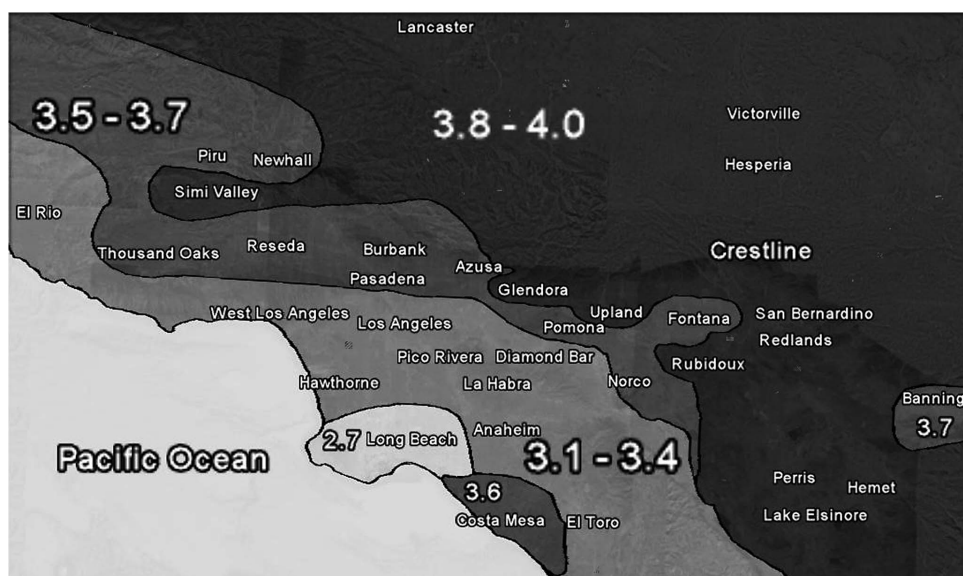 Lancaster
3.5 - 3.7
3.8 - 4.0
Victorville
Piru
Newhall
Hesperia
Simi Valley
El Rio
Thousand Oaks
Reseda
Burbank
Crestline
Azusa
Pasadena
Glendora
West Los Angeles
Los Angeles
Upland
Pomona
Fontana
San Bernardino
Redlands
Pico Rivera
Diamond Bar
Rubidoux
Hawthorne
La Habra
Norco
Banning
3.7
2.7
Long Beach
Anaheim
Pacific Ocean
3.1 - 3.4
3.6
Costa Mesa
El Toro
Perris
Hemet
Lake Elsinore